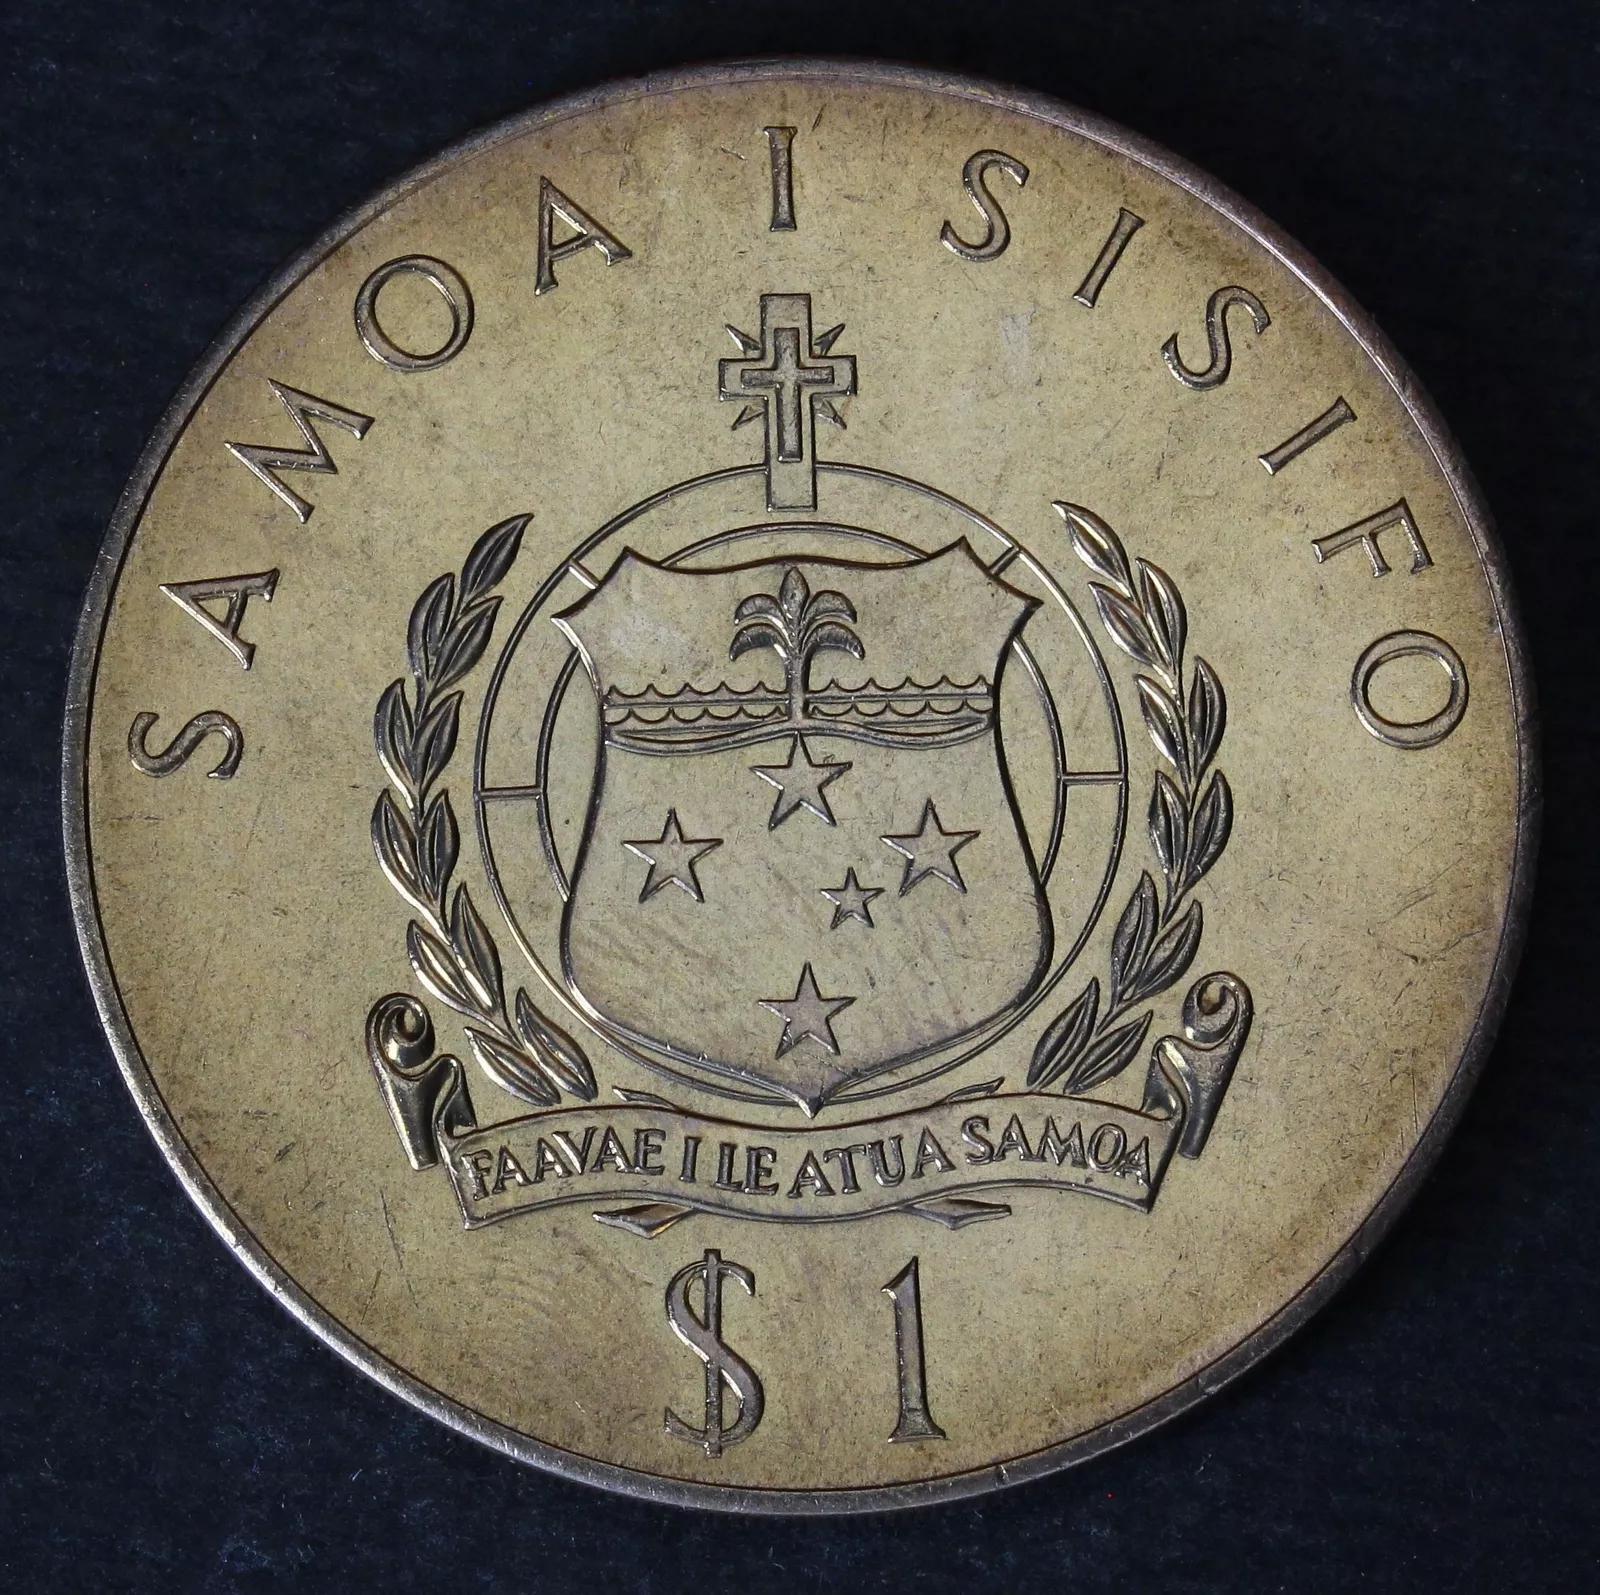 SAMOA I SISIFO
FAAVAE I LE ATUA SAMOA
$1